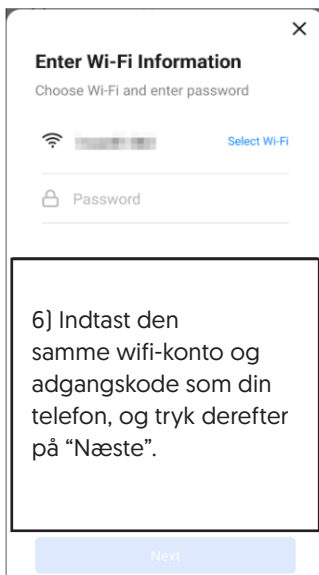 Enter Wi-Fi Information
Choose Wi-Fi and enter password
Select Wi-Fi
Password
6) Indtast den
samme wifi-konto og
adgangskode som din
telefon, og tryk derefter
på “Næste”.
Next